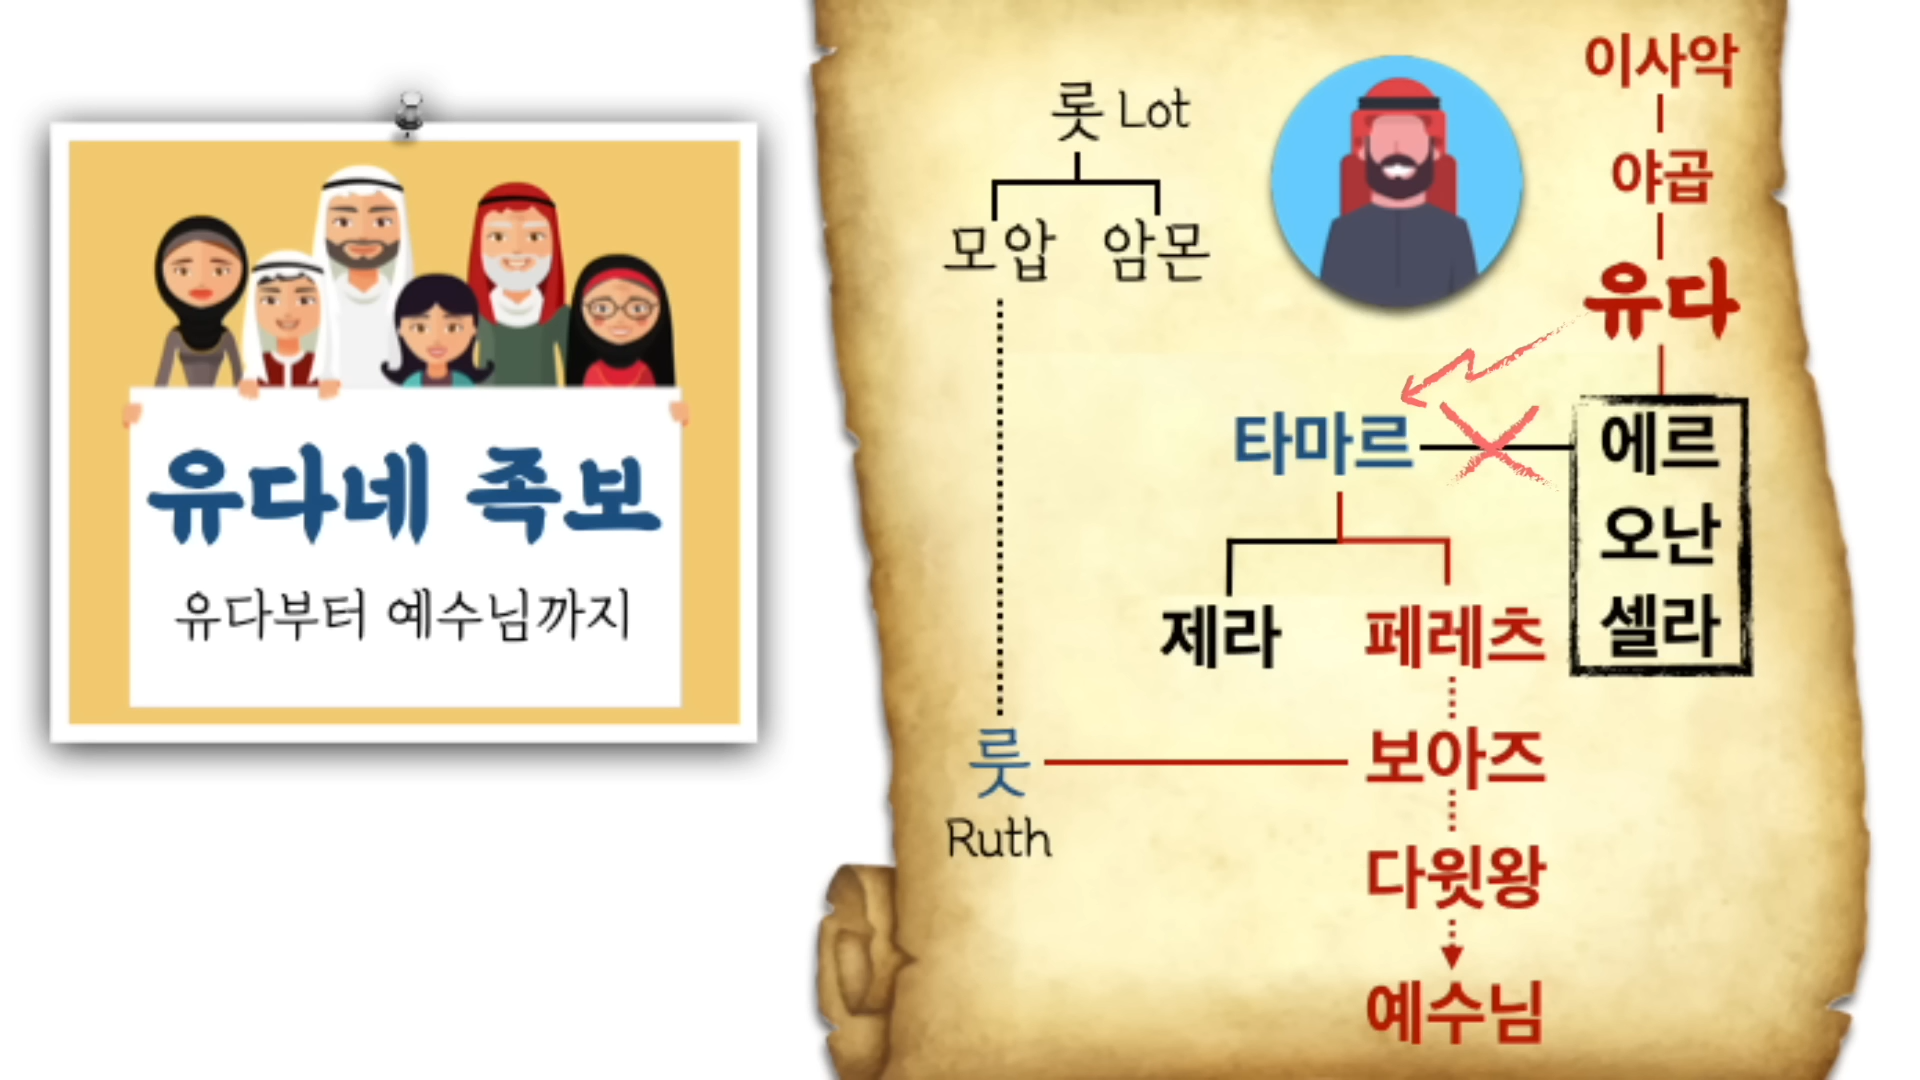 유다네 족보
유다부터 예수님까지
롯 Lot
모압 암몬
룻
Ruth
이사악
야곱
유다
타마르
에르
오난
셀라
제라 페레츠
보아즈
다윗왕
예수님